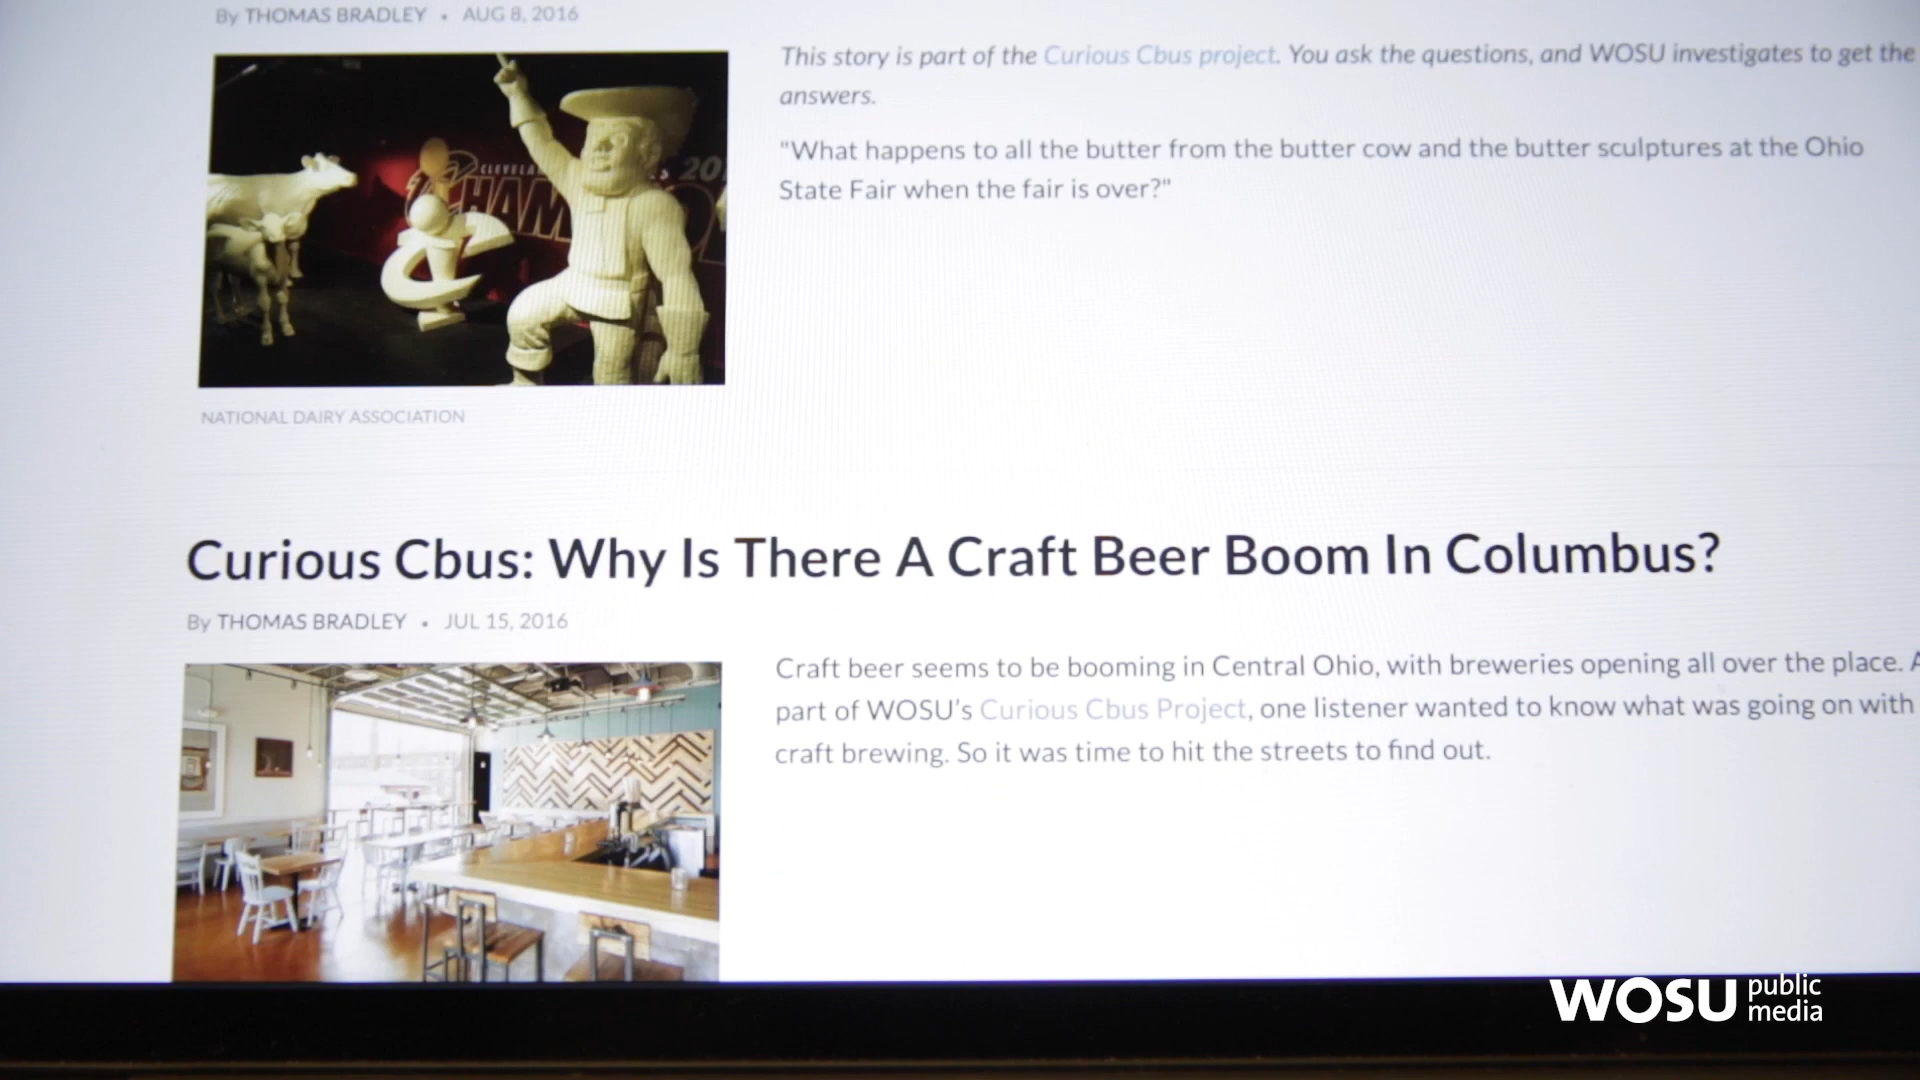 By THOMAS BRADLEY • AUG 8, 2016
This story is part of the Curious Cbus project. You ask the questions, and WOSU investigates to get the
answers.
"What happens to all the butter from the butter cow and the butter sculptures at the Ohio
State Fair when the fair is over?"
NATIONAL DAIRY ASSOCIATION
Curious Cbus: Why Is There A Craft Beer Boom In Columbus?
By THOMAS BRADLEY • JUL 15, 2016
Craft beer seems to be booming in Central Ohio, with breweries opening all over the place. A
part of WOSU's Curious Cbus Project, one listener wanted to know what was going on with
craft brewing. So it was time to hit the streets to find out.
WOSU public
media